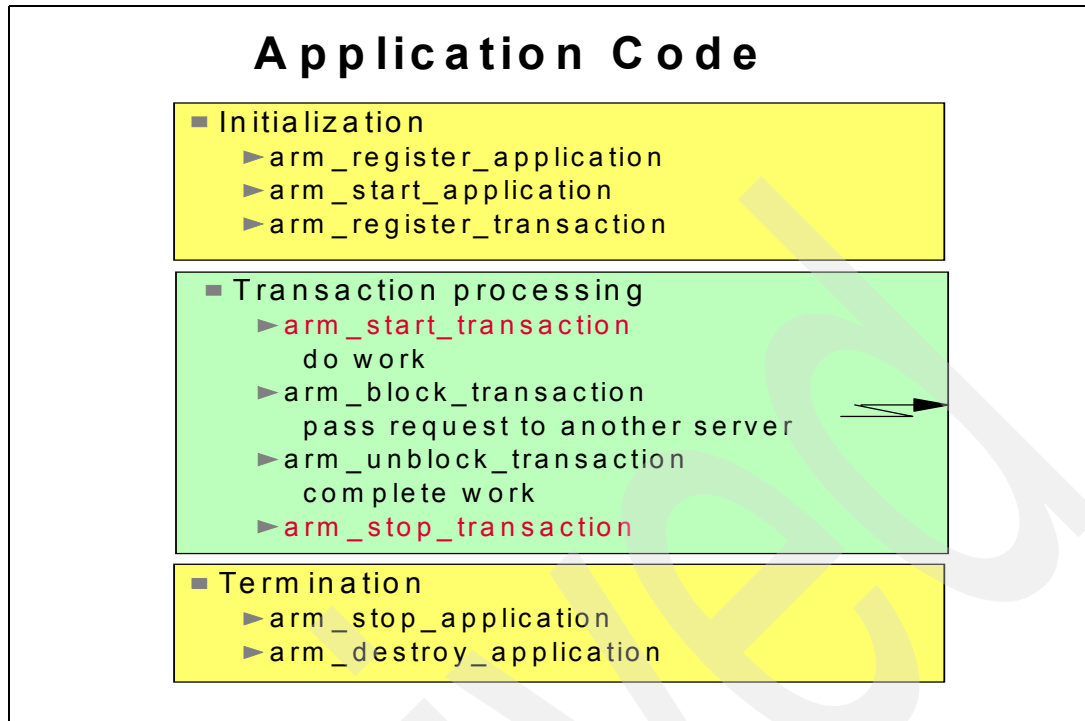 Application Code
Initialization
arm_register_application
arm_start_application
arm_register_transaction
Transaction processing
arm_start_transaction
do work
arm_block_transaction
pass request to another server
arm_unblock_transaction
complete work
arm_stop_transaction
Termination
arm_stop_application
arm_destroy_application